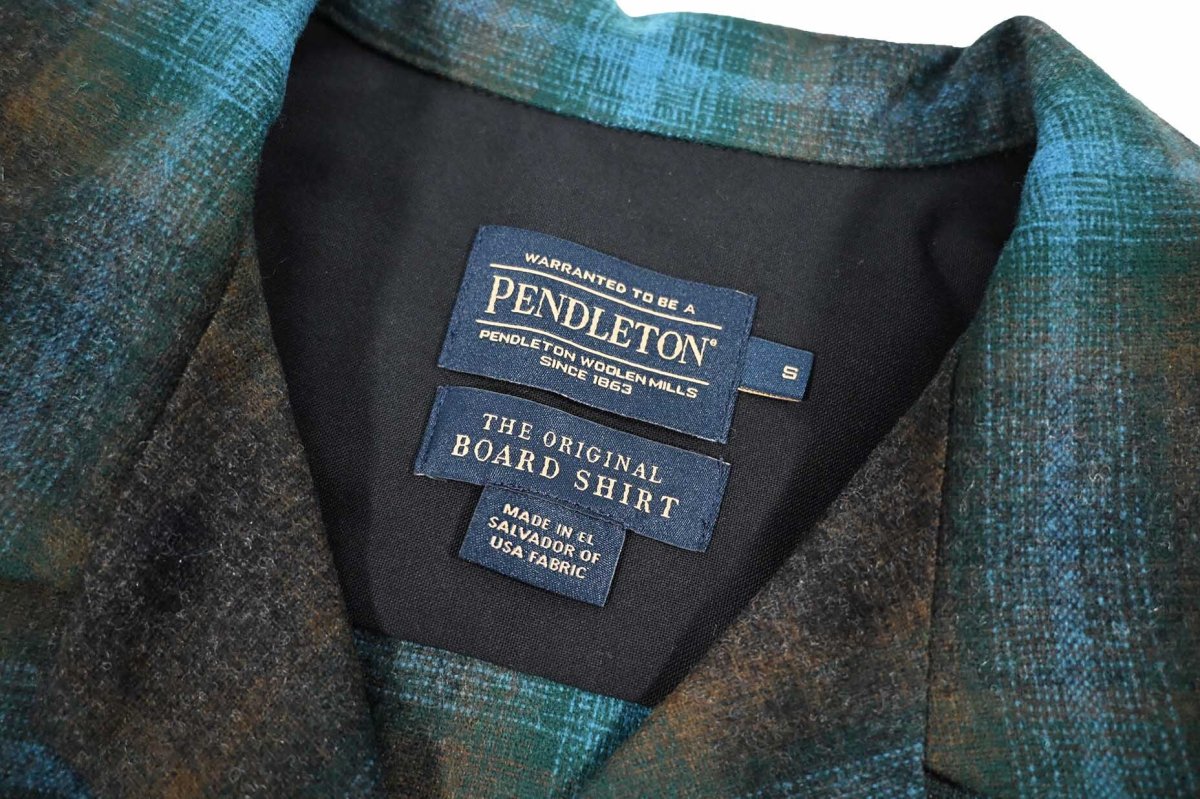 WARRANTED TO BE A
PENDLETON®
PENDLETON WOOLEN MILLS
SINCE 1863
S
THE ORIGINAL
BOARD SHIRT
MADE IN EL
SALVADOR OF
USA FABRIC